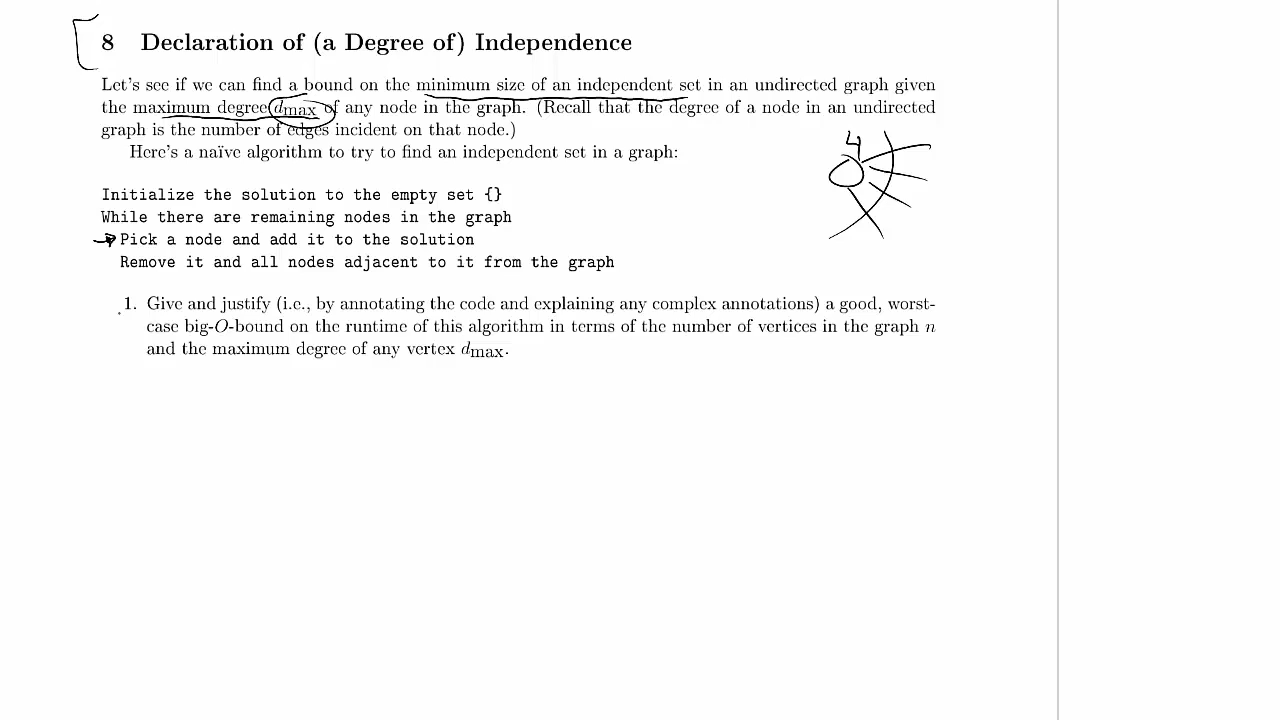 8 Declaration of (a Degree of) Independence
Let's see if we can find a bound on the minimum size of an independent set in an undirected graph given
the maximum degree dmax of any node in the graph. (Recall that the degree of a node in an undirected
graph is the number of edges incident on that node.)
Here's a naïve algorithm to try to find an independent set in a graph:
4
Initialize the solution to the empty set {}
While there are remaining nodes in the graph
Pick a node and add it to the solution
Remove it and all nodes adjacent to it from the graph
1. Give and justify (i.e., by annotating the code and explaining any complex annotations) a good, worst-
case big-O-bound on the runtime of this algorithm in terms of the number of vertices in the graph n
and the maximum degree of any vertex dmax.